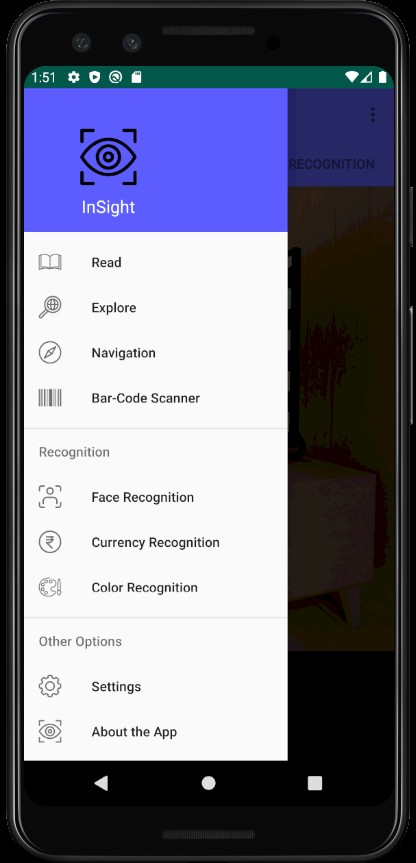 1:51
RECOGNITION
InSight
Read
Explore
Navigation
Bar-Code Scanner
Recognition
Face Recognition
Currency Recognition
Color Recognition
Other Options
Settings
About the App